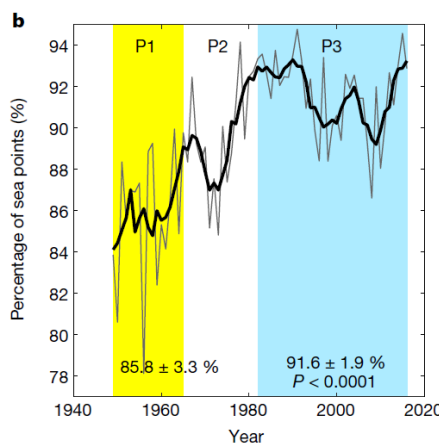 b
P1 P2 P3
Percentage of sea points (%)
94
92
90
88
86
84
82
80
78
85.8 ± 3.3 %
91.6 ± 1.9 %
P < 0.0001
1940 1960 1980 2000 2020
Year